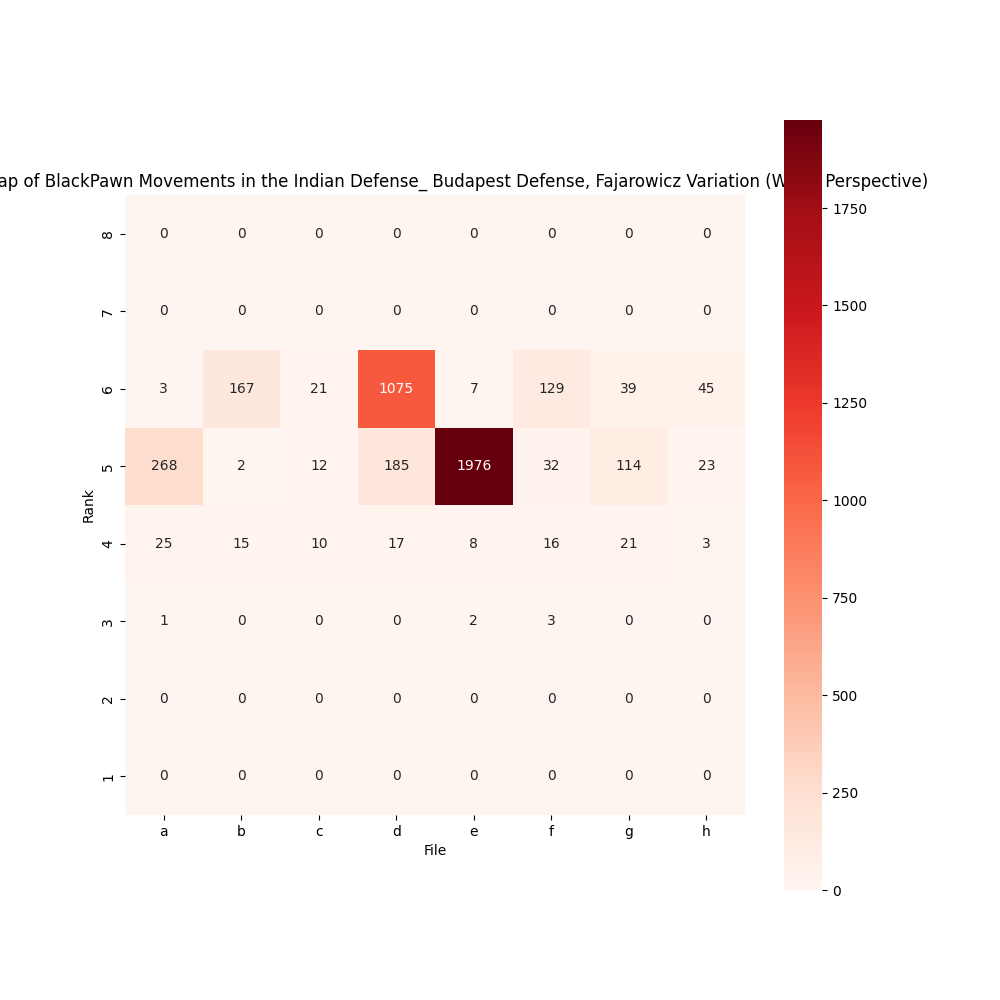 ap of BlackPawn Movements in the Indian Defense_ Budapest Defense, Fajarowicz Variation (W Perspective)
8 0 0 0 0 0 0 0 0
7 0 0 0 0 0 0 0 0
6 3 167 21 1075 7 129 39 45
5 268 2 12 185 1976 32 114 23
4 25 15 10 17 8 16 21 3
3 1 0 0 0 2 3 0 0
2 0 0 0 0 0 0 0 0
1 0 0 0 0 0 0 0 0
a b c d e f g h
File
Rank
1750
1500
1250
1000
750
500
250
0